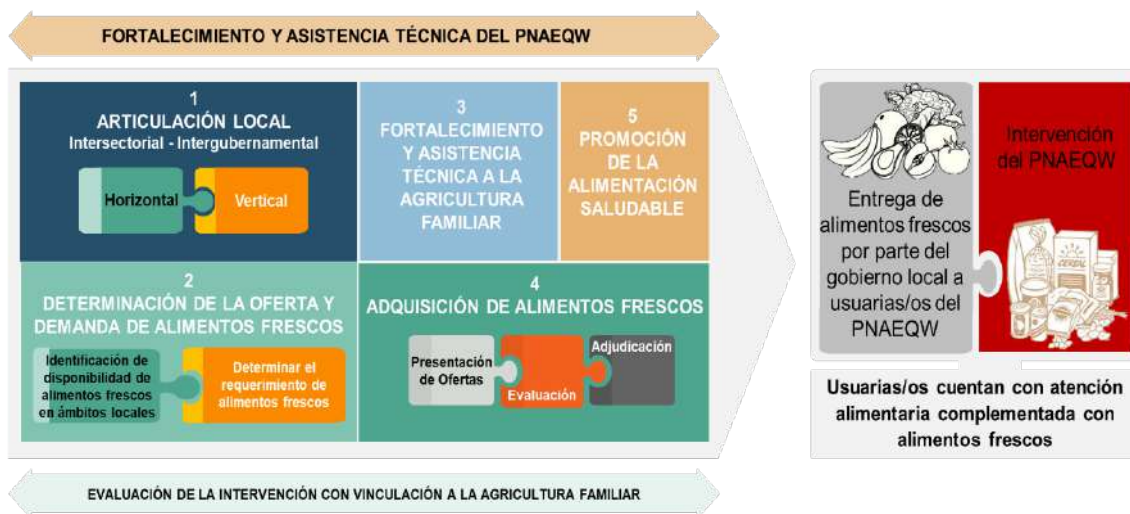 FORTALECIMIENTO Y ASISTENCIA TÉCNICA DEL PNAEQW
1
ARTICULACIÓN LOCAL
Intersectorial - Intergubernamental
Horizontal
Vertical
2
DETERMINACIÓN DE LA OFERTA Y
DEMANDA DE ALIMENTOS FRESCOS
Identificación de
disponibilidad de
alimentos frescos
en ámbitos locales
Determinar el
requerimiento de
alimentos frescos
3
FORTALECIMIENTO
Y ASISTENCIA
TÉCNICA A LA
AGRICULTURA
FAMILIAR
4
ADQUISICIÓN DE ALIMENTOS FRESCOS
Presentación
de Ofertas
Evaluación
Adjudicación
5
PROMOCIÓN
DE LA
ALIMENTACIÓN
SALUDABLE
EVALUACIÓN DE LA INTERVENCIÓN CON VINCULACIÓN A LA AGRICULTURA FAMILIAR
Entrega de
alimentos frescos
por parte del
gobierno local a
usuarias/os del
PNAEQW
Intervención
del PNAEQW
CEREAL
Usuarias/os cuentan con atención
alimentaria complementada con
alimentos frescos